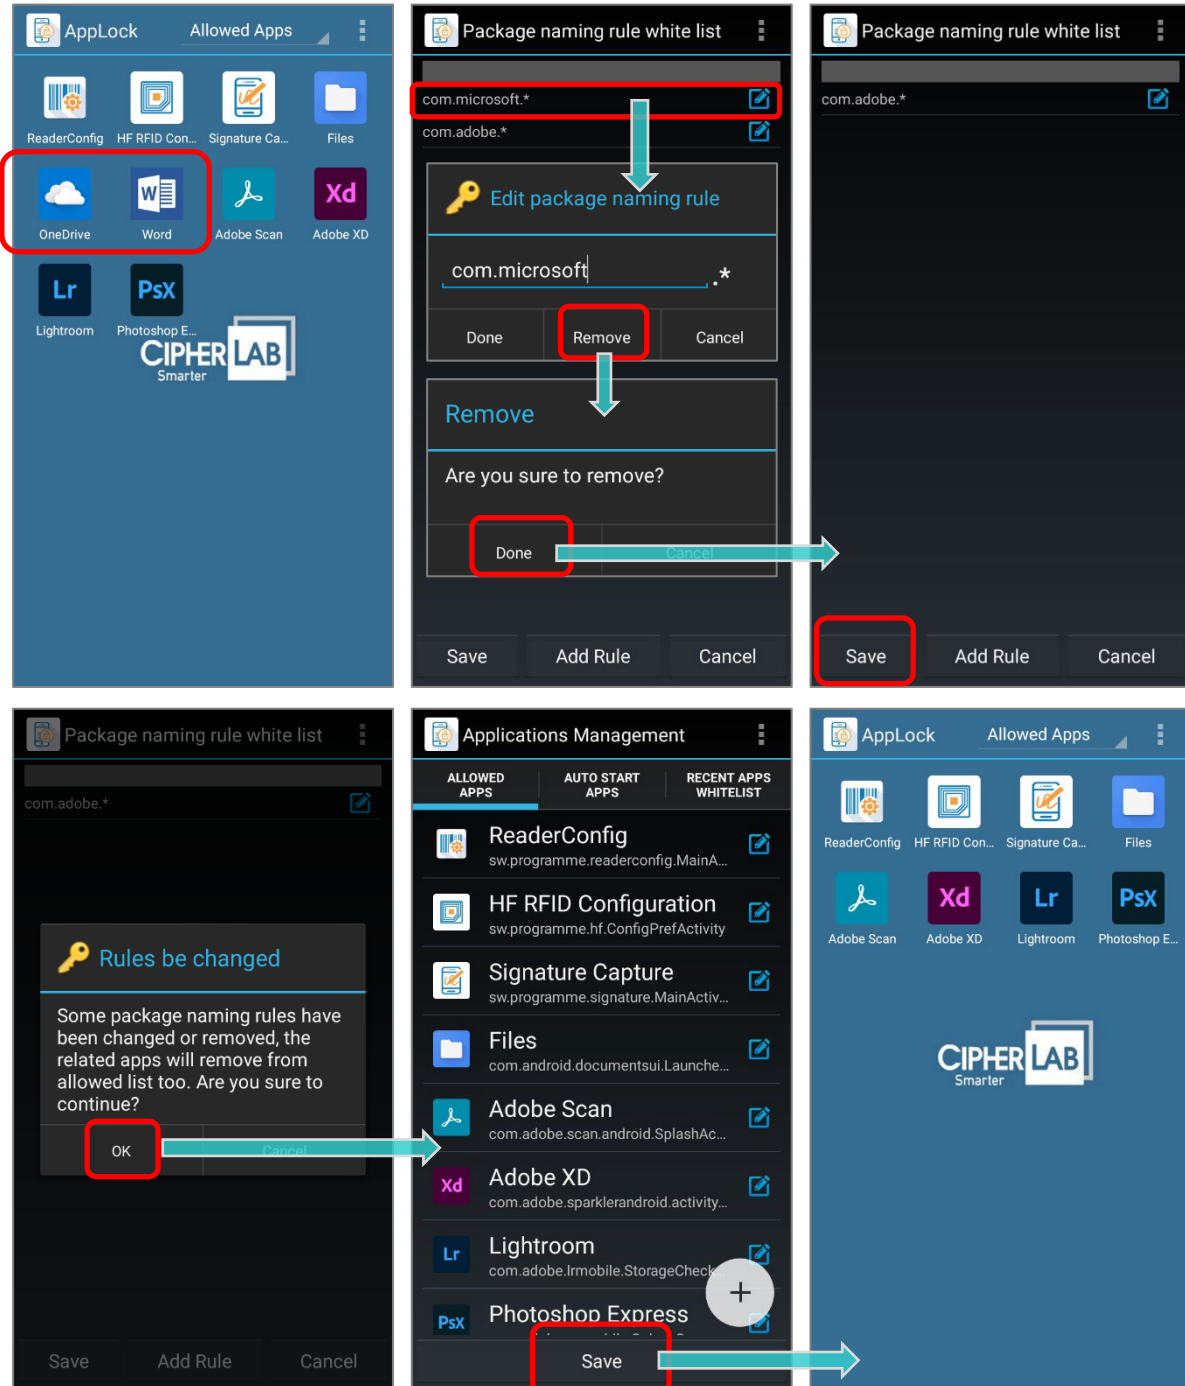 AppLock
Allowed Apps
ReaderConfig
HF RFID Con...
Signature Ca...
Files
OneDrive
Word
Adobe Scan
Adobe XD
Lightroom
Photoshop E...
CIPHERLAB
Smarter
Package naming rule white list
com.microsoft.*
com.adobe.*
Edit package naming rule
com.microsoft .*
Done
Remove
Cancel
Remove
Are you sure to remove?
Done
Cancel
Save
Add Rule
Cancel
Package naming rule white list
com.adobe.*
Save
Add Rule
Cancel
Package naming rule white list
com.adobe.*
Rules be changed
Some package naming rules have
been changed or removed, the
related apps will remove from
allowed list too. Are you sure to
continue?
OK
Cancel
Save
Add Rule
Cancel
Applications Management
ALLOWED
APPS
AUTO START
APPS
RECENT APPS
WHITELIST
ReaderConfig
sw.programme.readerconfig.MainA...
HF RFID Configuration
sw.programme.hf.ConfigPrefActivity
Signature Capture
sw.programme.signature.MainActiv...
Files
com.android.documentsui.Launche...
Adobe Scan
com.adobe.scan.android.SplashAc...
Adobe XD
com.adobe.sparklerandroid.activity...
Lightroom
com.adobe.lrmobile.StorageCheck...
Photoshop Express
Save
AppLock
Allowed Apps
ReaderConfig
HF RFID Con...
Signature Ca...
Files
Adobe Scan
Adobe XD
Lightroom
Photoshop E...
CIPHERLAB
Smarter